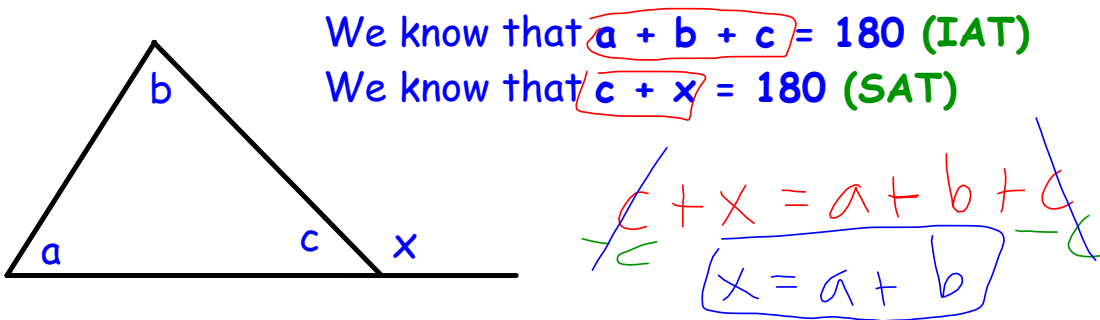 We know that a + b + c = 180 (IAT)
We know that c + x = 180 (SAT)
b
a
c
x
c + x = a + b + c
-c -c
x = a + b